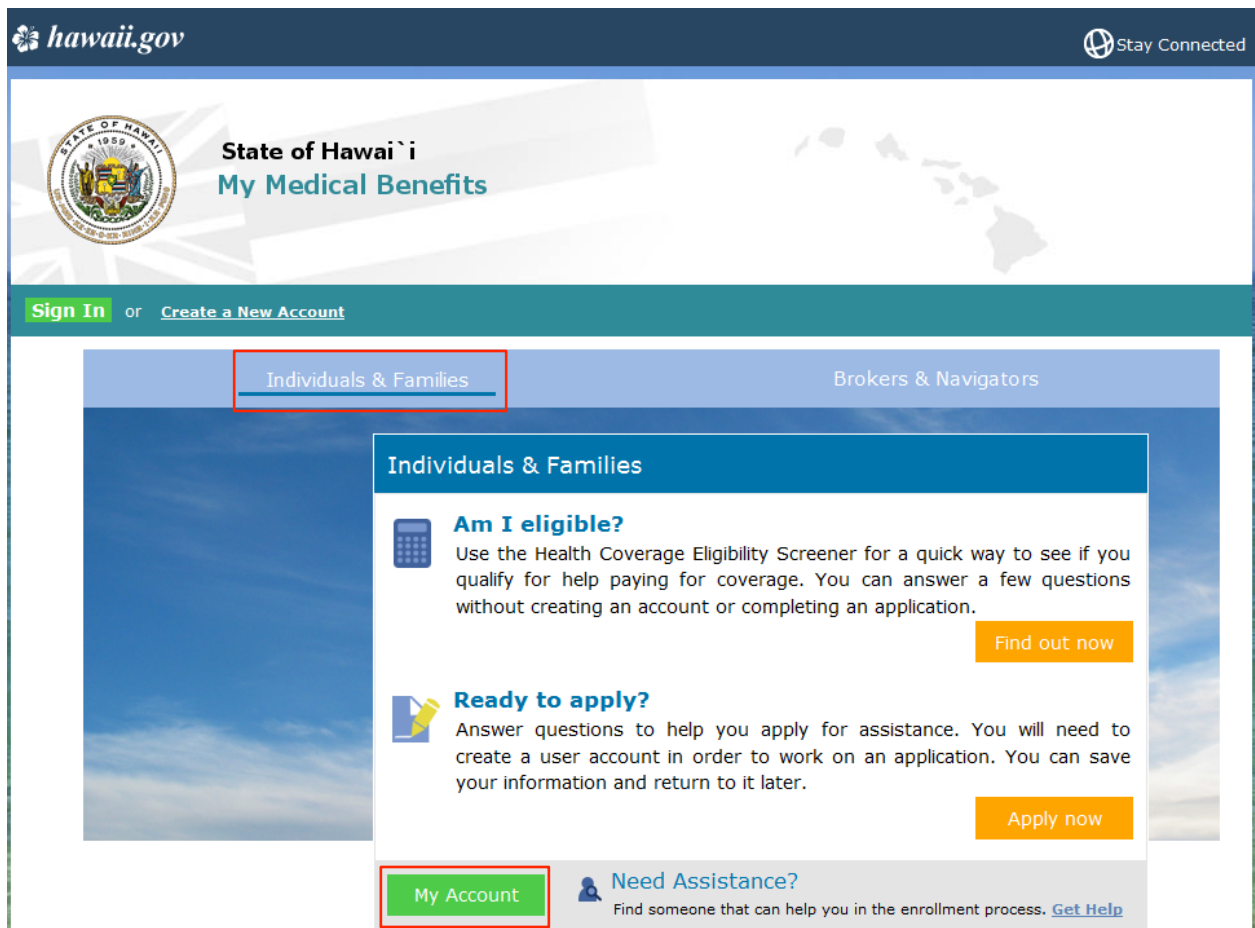 hawaii.gov
Stay Connected
STATE OF HAWAII
1959
State of Hawai`i
My Medical Benefits
Sign In or Create a New Account
Individuals & Families
Brokers & Navigators
Individuals & Families
Am I eligible?
Use the Health Coverage Eligibility Screener for a quick way to see if you
qualify for help paying for coverage. You can answer a few questions
without creating an account or completing an application.
Find out now
Ready to apply?
Answer questions to help you apply for assistance. You will need to
create a user account in order to work on an application. You can save
your information and return to it later.
Apply now
My Account
Need Assistance?
Find someone that can help you in the enrollment process. Get Help